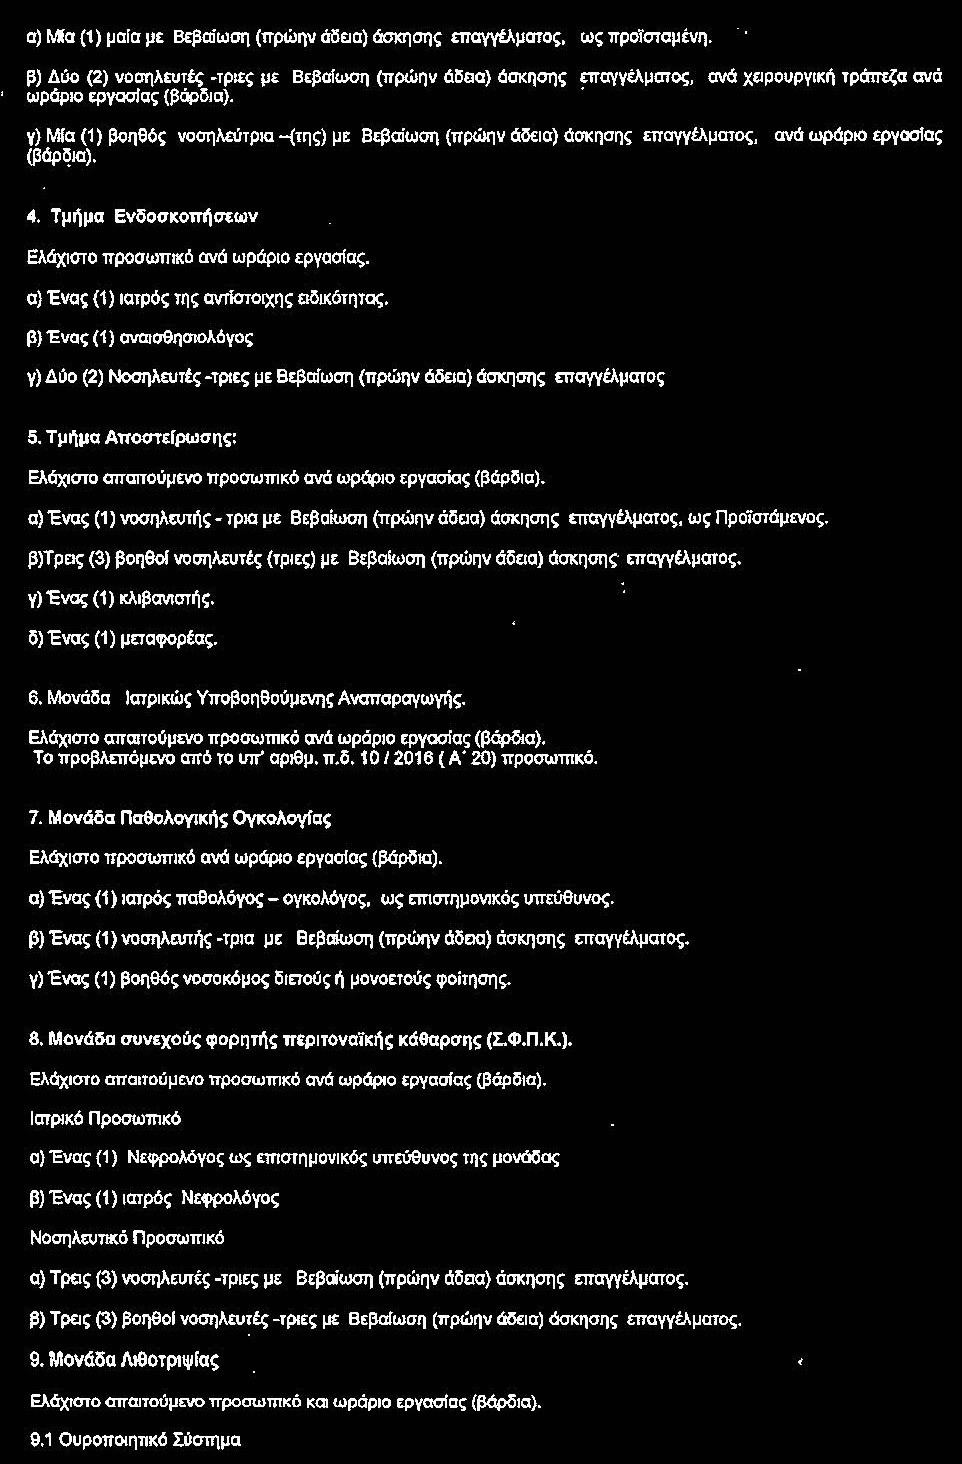 α) Μία (1) μαία με Βεβαίωση (πρώην άδεια) άσκησης επαγγέλματος, ως προϊσταμένη.
β) Δύο (2) νοσηλευτές -τριες με Βεβαίωση (πρώην άδεια) άσκησης επαγγέλματος, ανά χειρουργική τράπεζα ανά
ωράριο εργασίας (βάρδια).
γ) Μία (1) βοηθός νοσηλεύτρια –(της) με Βεβαίωση (πρώην άδεια) άσκησης επαγγέλματος, ανά ωράριο εργασίας
(βάρδια).
4. Τμήμα Ενδοσκοπήσεων
Ελάχιστο προσωπικό ανά ωράριο εργασίας.
α) Ένας (1) ιατρός της αντίστοιχης ειδικότητας.
β) Ένας (1) αναισθησιολόγος
γ) Δύο (2) Νοσηλευτές -τριες με Βεβαίωση (πρώην άδεια) άσκησης επαγγέλματος
5. Τμήμα Αποστείρωσης:
Ελάχιστο απαιτούμενο προσωπικό ανά ωράριο εργασίας (βάρδια).
α) Ένας (1) νοσηλευτής - τρια με Βεβαίωση (πρώην άδεια) άσκησης επαγγέλματος, ως Προϊστάμενος.
β)Τρεις (3) βοηθοί νοσηλευτές (τριες) με Βεβαίωση (πρώην άδεια) άσκησης επαγγέλματος.
γ) Ένας (1) κλιβανιστής.
δ) Ένας (1) μεταφορέας.
6. Μονάδα Ιατρικώς Υποβοηθούμενης Αναπαραγωγής.
Ελάχιστο απαιτούμενο προσωπικό ανά ωράριο εργασίας (βάρδια).
Το προβλεπόμενο από το υπ' αριθμ. π.δ. 10 / 2016 ( Α' 20) προσωπικό.
7. Μονάδα Παθολογικής Ογκολογίας
Ελάχιστο προσωπικό ανά ωράριο εργασίας (βάρδια).
α) Ένας (1) ιατρός παθολόγος – ογκολόγος, ως επιστημονικός υπεύθυνος.
β) Ένας (1) νοσηλευτής -τρια με Βεβαίωση (πρώην άδεια) άσκησης επαγγέλματος.
γ) Ένας (1) βοηθός νοσοκόμος διετούς ή μονοετούς φοίτησης.
8. Μονάδα συνεχούς φορητής περιτοναϊκής κάθαρσης (Σ.Φ.Π.Κ.).
Ελάχιστο απαιτούμενο προσωπικό ανά ωράριο εργασίας (βάρδια).
Ιατρικό Προσωπικό
α) Ένας (1) Νεφρολόγος ως επιστημονικός υπεύθυνος της μονάδας
β) Ένας (1) ιατρός Νεφρολόγος
Νοσηλευτικό Προσωπικό
α) Τρεις (3) νοσηλευτές -τριες με Βεβαίωση (πρώην άδεια) άσκησης επαγγέλματος.
β) Τρεις (3) βοηθοί νοσηλευτές -τριες με Βεβαίωση (πρώην άδεια) άσκησης επαγγέλματος.
9. Μονάδα Λιθοτριψίας
Ελάχιστο απαιτούμενο προσωπικό και ωράριο εργασίας (βάρδια).
9.1 Ουροποιητικό Σύστημα